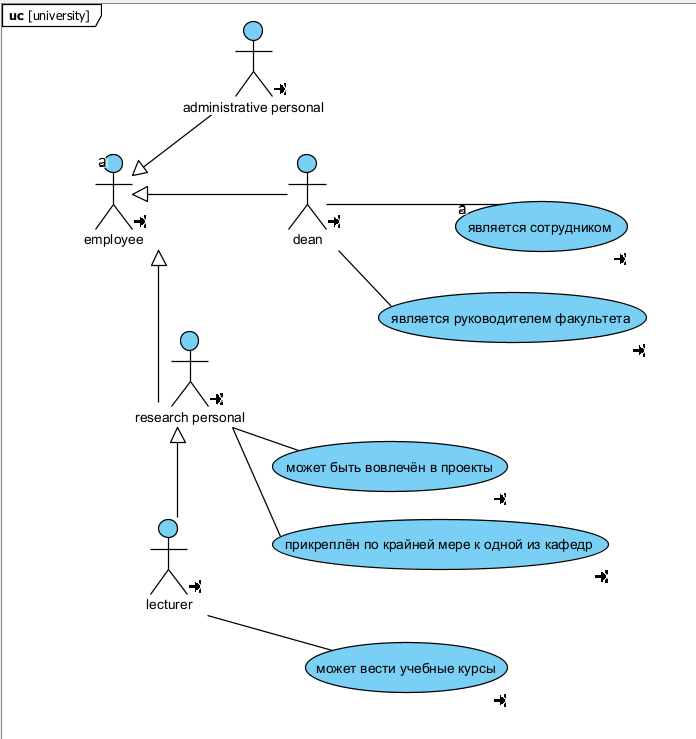 uc [university]
administrative personal
a
employee
dean
a
является сотрудником
является руководителем факультета
research personal
может быть вовлечён в проекты
прикреплён по крайней мере к одной из кафедр
lecturer
может вести учебные курсы